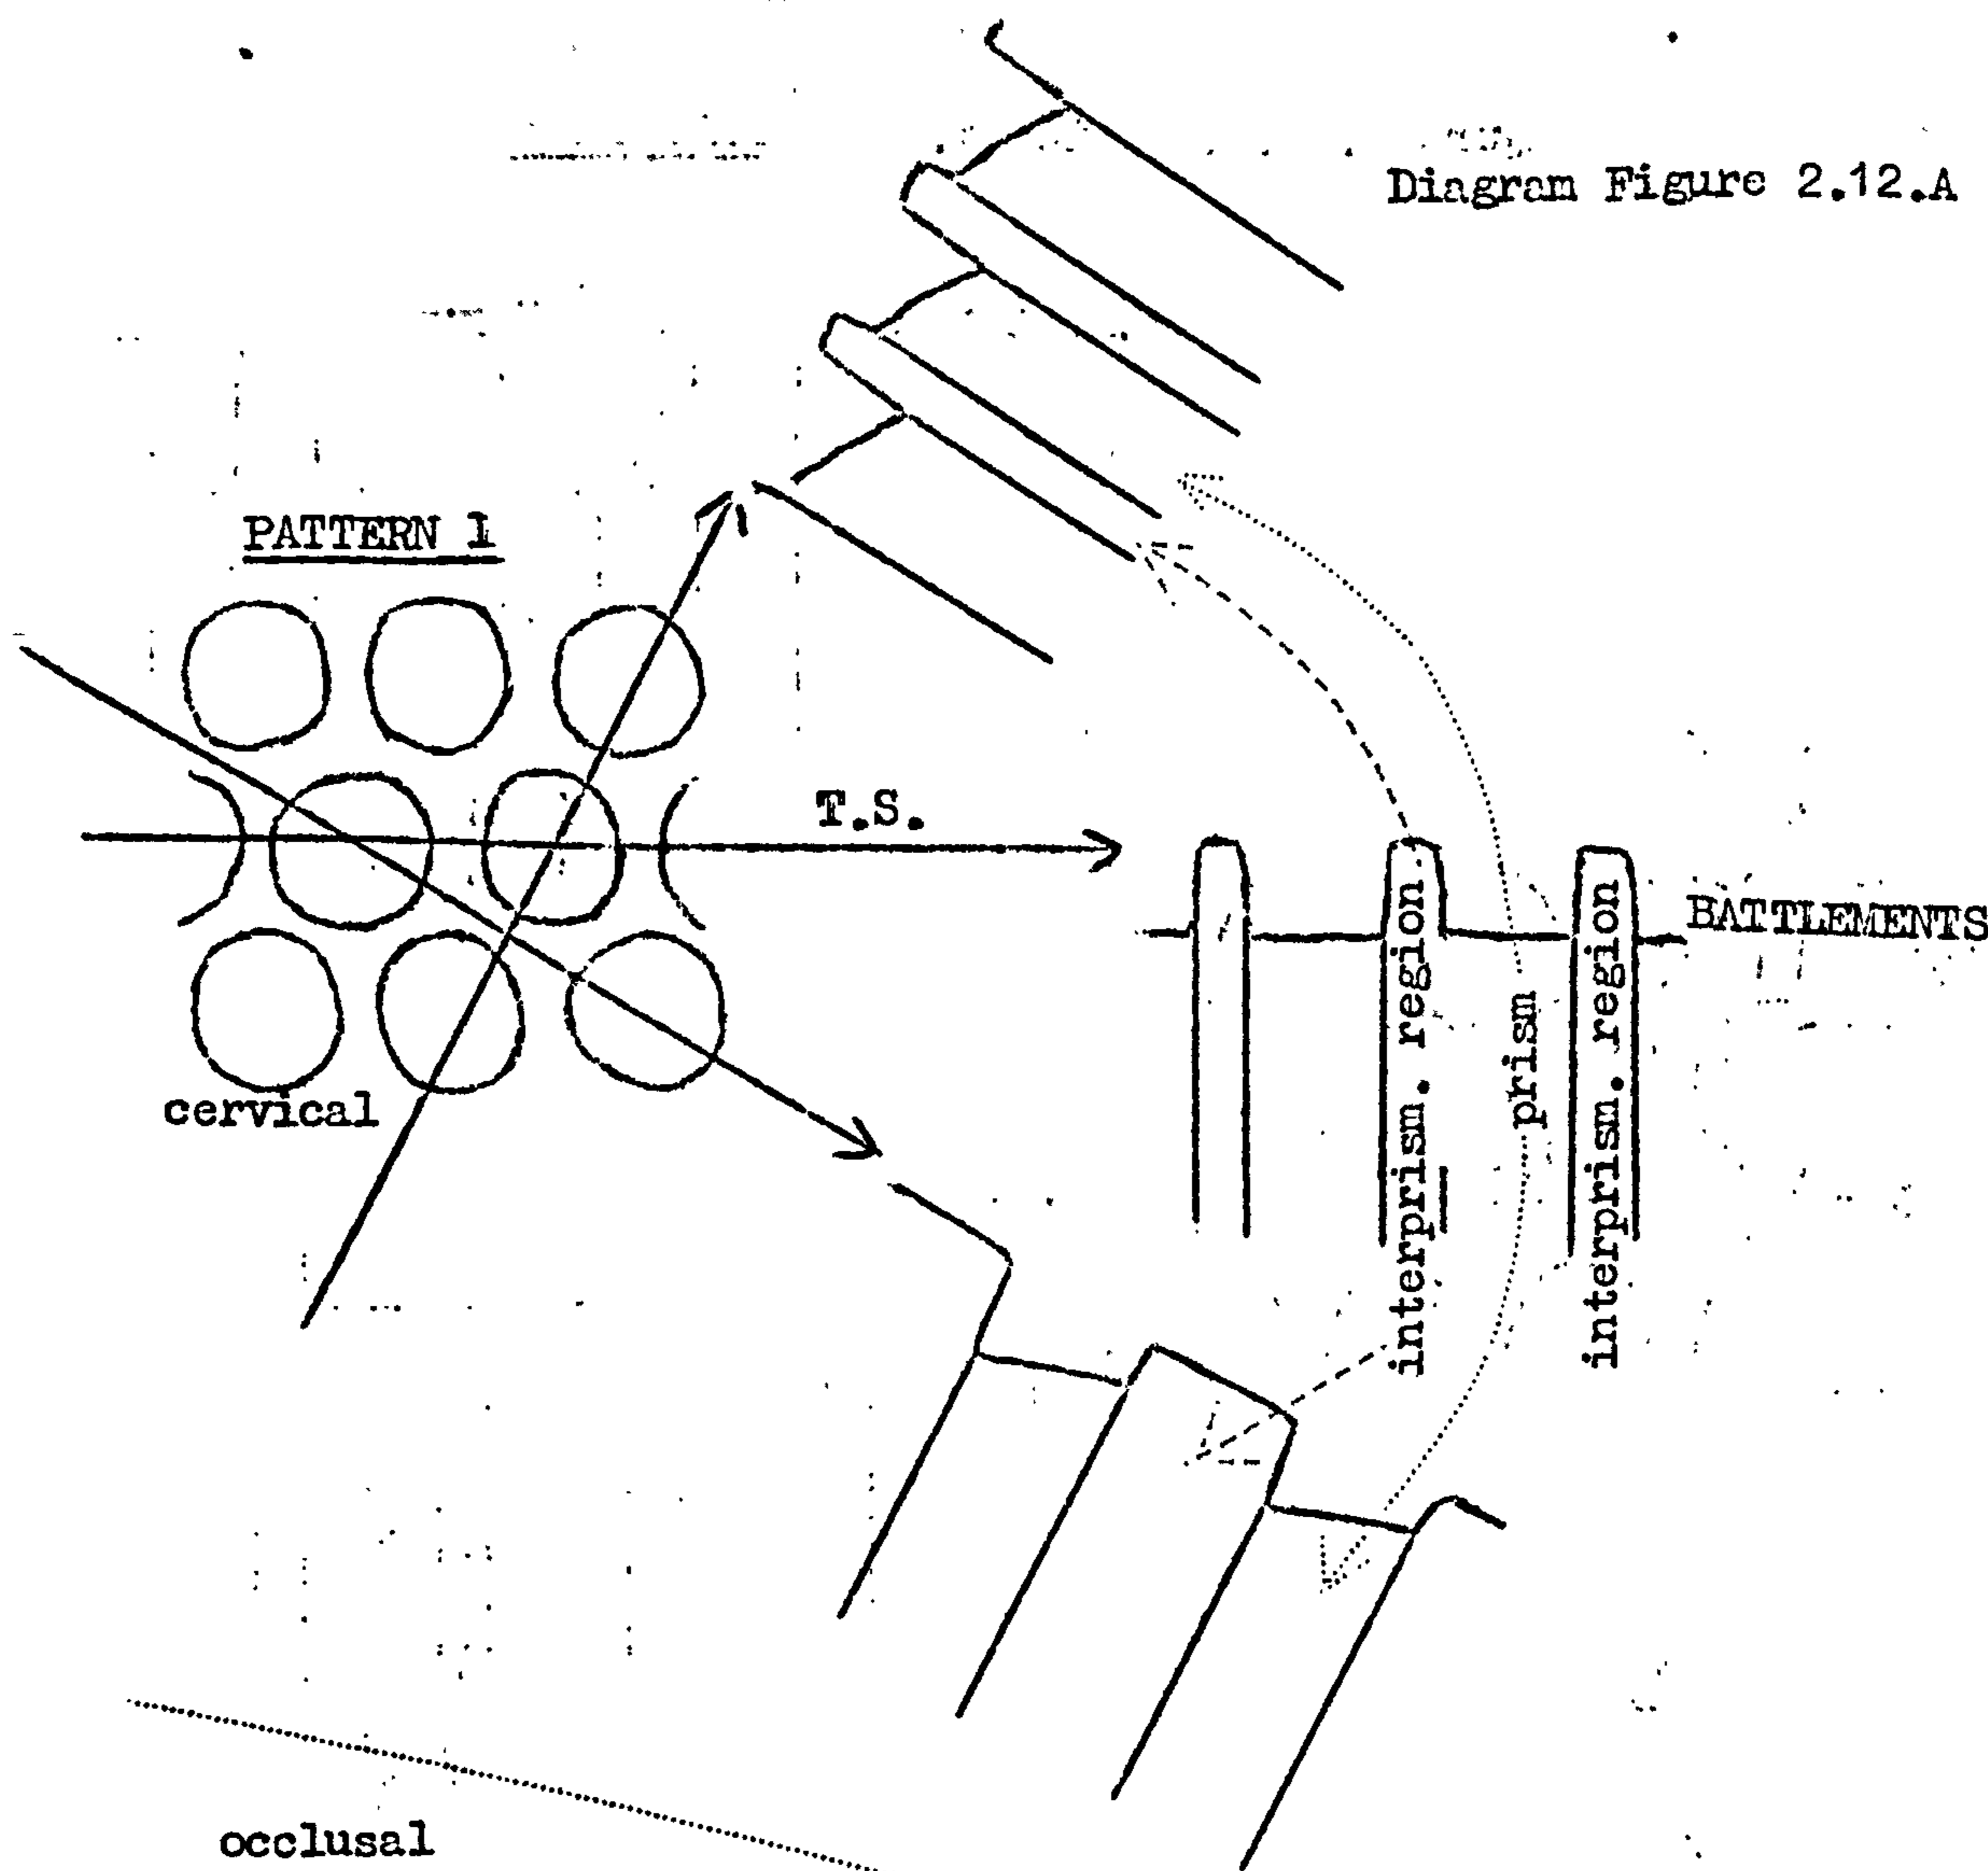 Diagram Figure 2.12.A
PATTERN 1
T.S.
BATTLEMENTS
interprism. region.
prism
interprism. region
cervical
occlusal